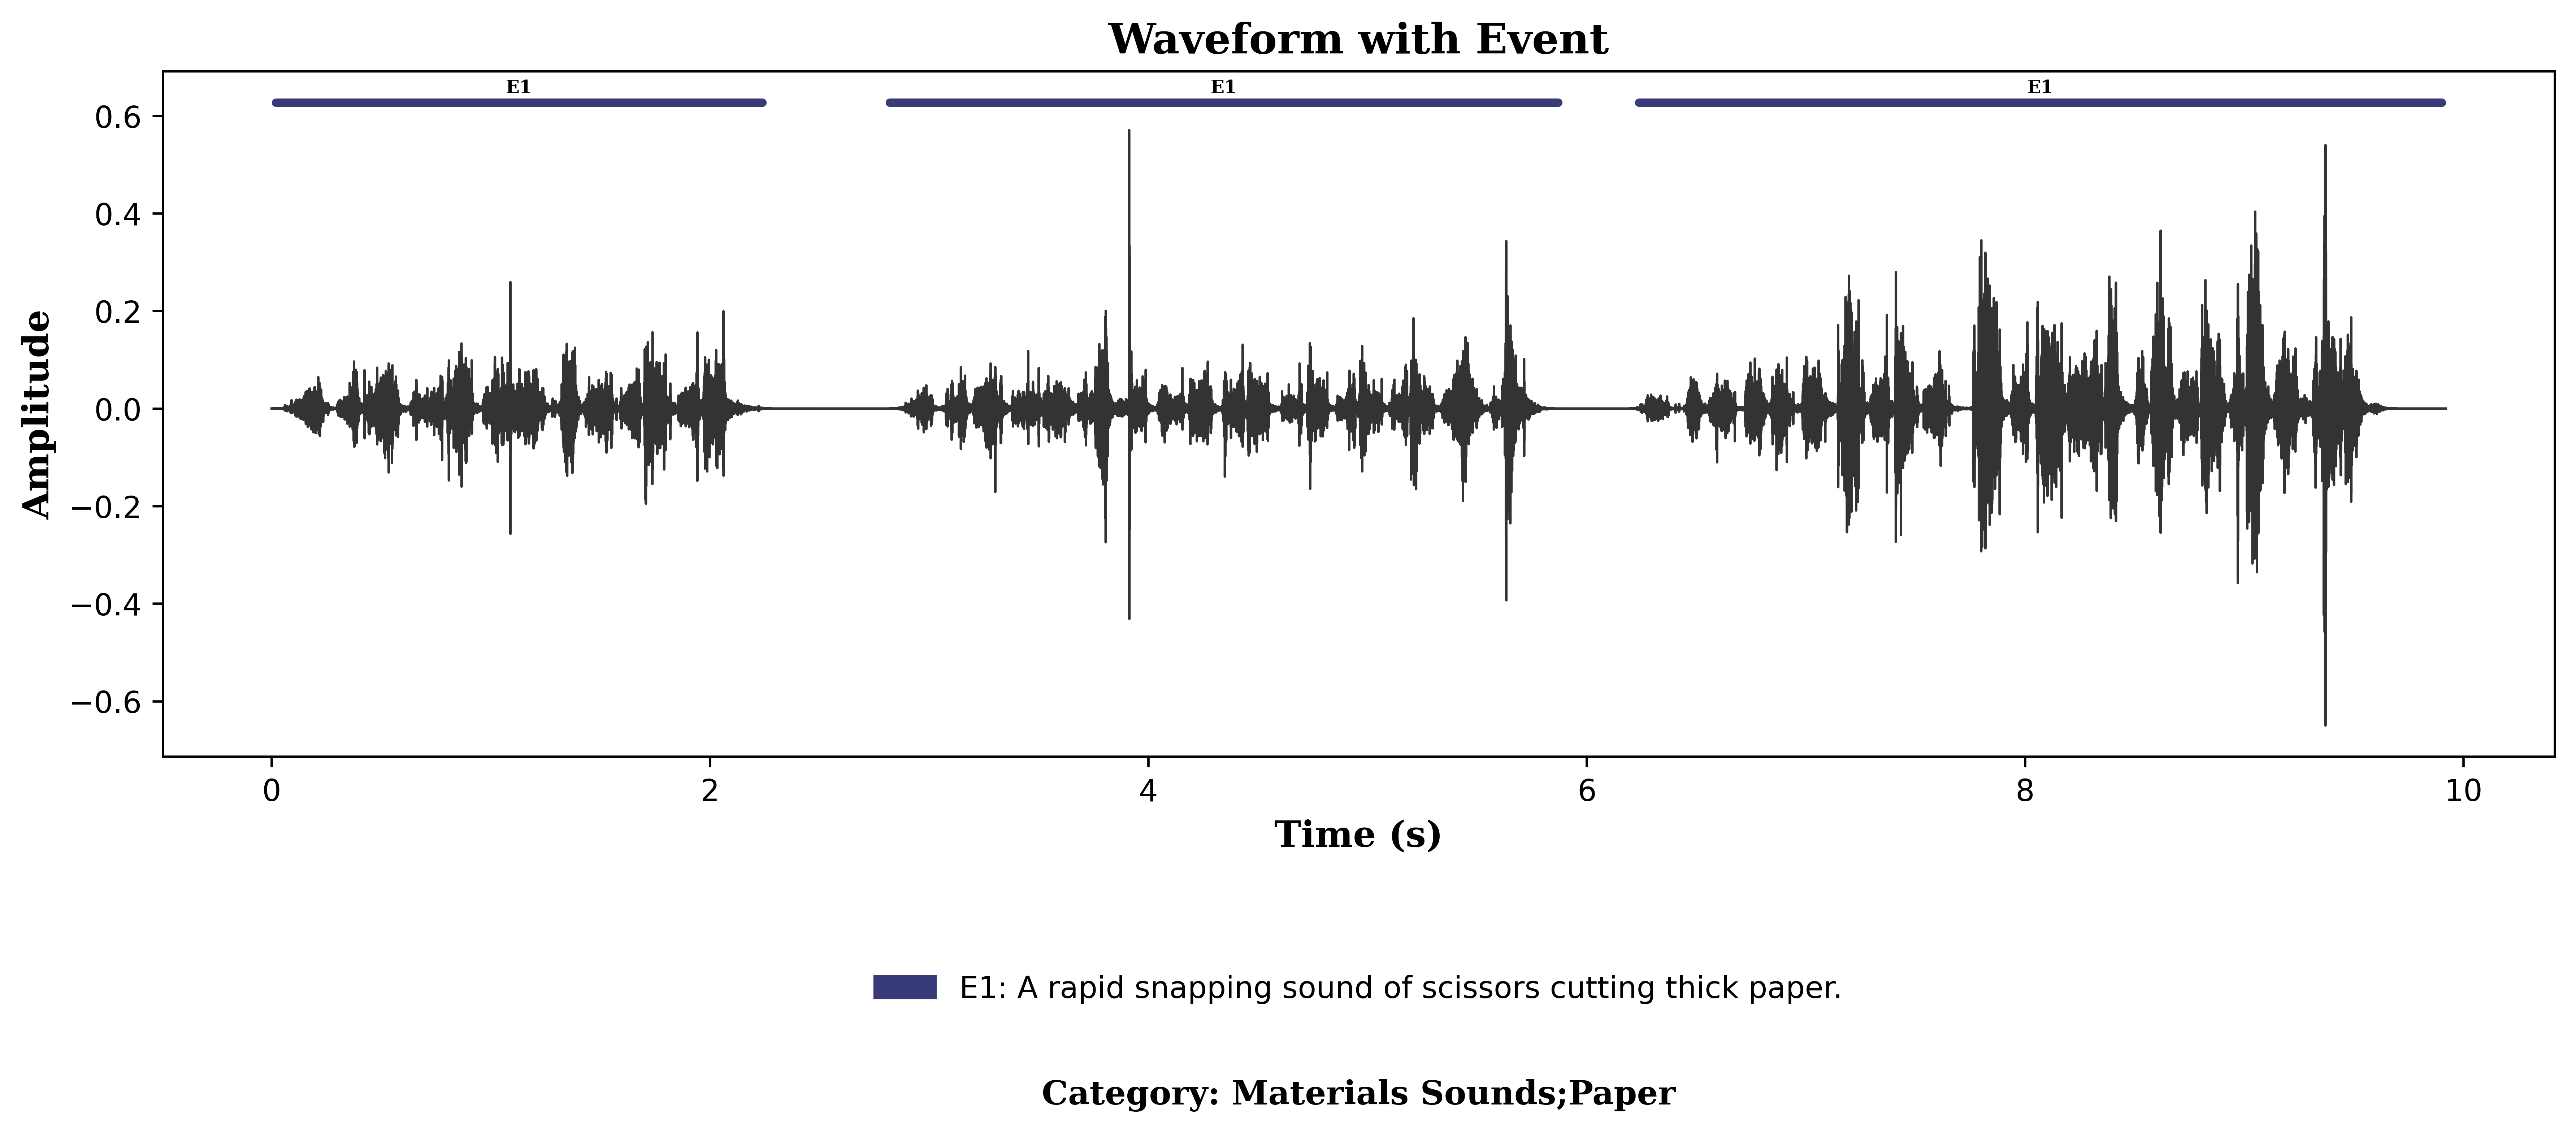 Waveform with Event
E1 E1 E1
0.6
0.4
0.2
0.0
−0.2
−0.4
−0.6
Amplitude
0 2 4 6 8 10
Time (s)
E1: A rapid snapping sound of scissors cutting thick paper.
Category: Materials Sounds;Paper